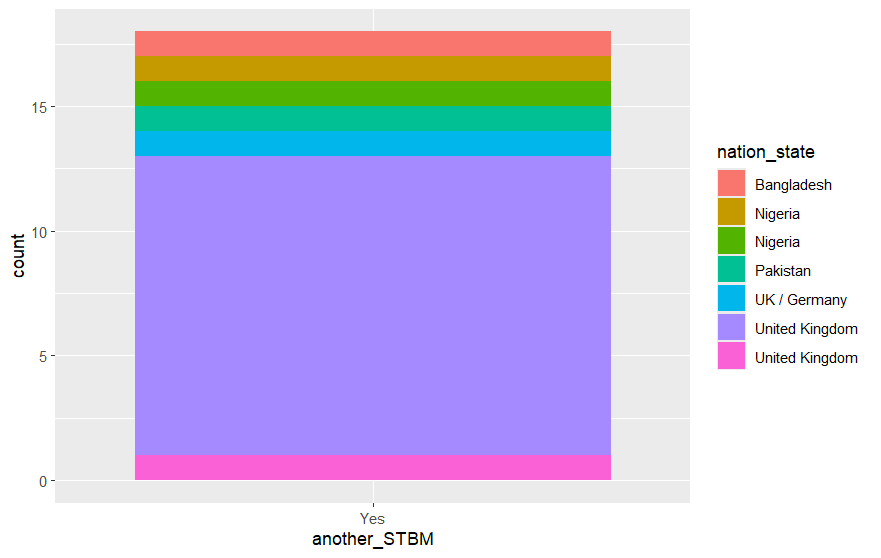 15
10
5
0
count
Yes
another_STBM
nation_state
Bangladesh
Nigeria
Nigeria
Pakistan
UK / Germany
United Kingdom
United Kingdom